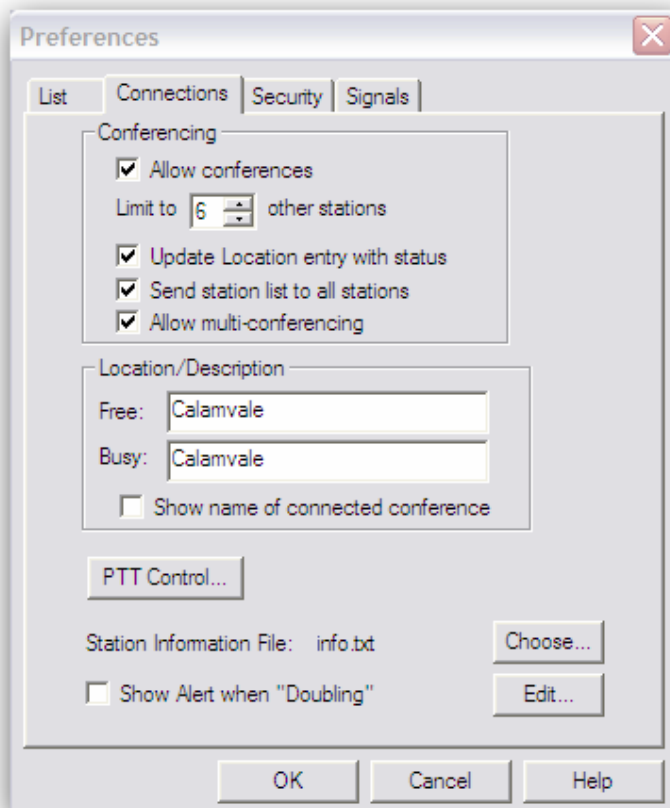 Preferences
List Connections Security Signals
Conferencing
Allow conferences
Limit to 6 other stations
Update Location entry with status
Send station list to all stations
Allow multi-conferencing
Location/Description
Free: Calamvale
Busy: Calamvale
Show name of connected conference
PTT Control...
Station Information File: info.txt Choose...
Show Alert when "Doubling" Edit...
OK Cancel Help